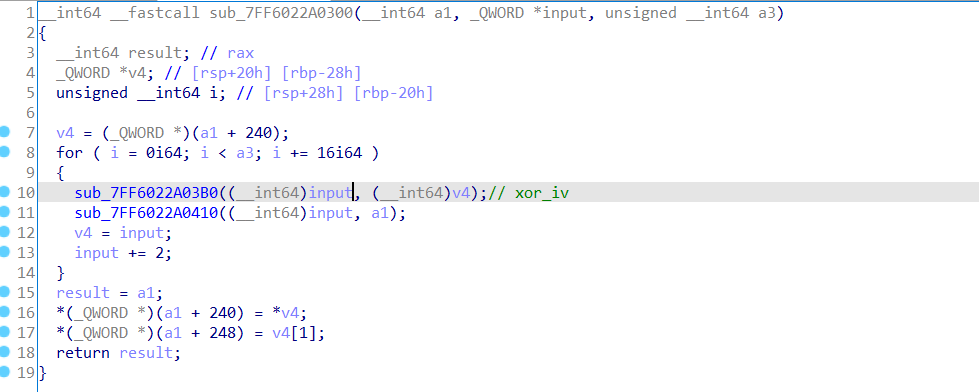 1 __int64 __fastcall sub_7FF6022A0300(__int64 a1, _QWORD *input, unsigned __int64 a3)
2 {
3   __int64 result; // rax
4   _QWORD *v4; // [rsp+20h] [rbp-28h]
5   unsigned __int64 i; // [rsp+28h] [rbp-20h]
6
7   v4 = (_QWORD *)(a1 + 240);
8   for ( i = 0i64; i < a3; i += 16i64 )
9   {
10     sub_7FF6022A03B0((__int64)input, (__int64)v4);// xor_iv
11     sub_7FF6022A0410((__int64)input, a1);
12     v4 = input;
13     input += 2;
14   }
15   result = a1;
16   *(_QWORD *)(a1 + 240) = *v4;
17   *(_QWORD *)(a1 + 248) = v4[1];
18   return result;
19 }